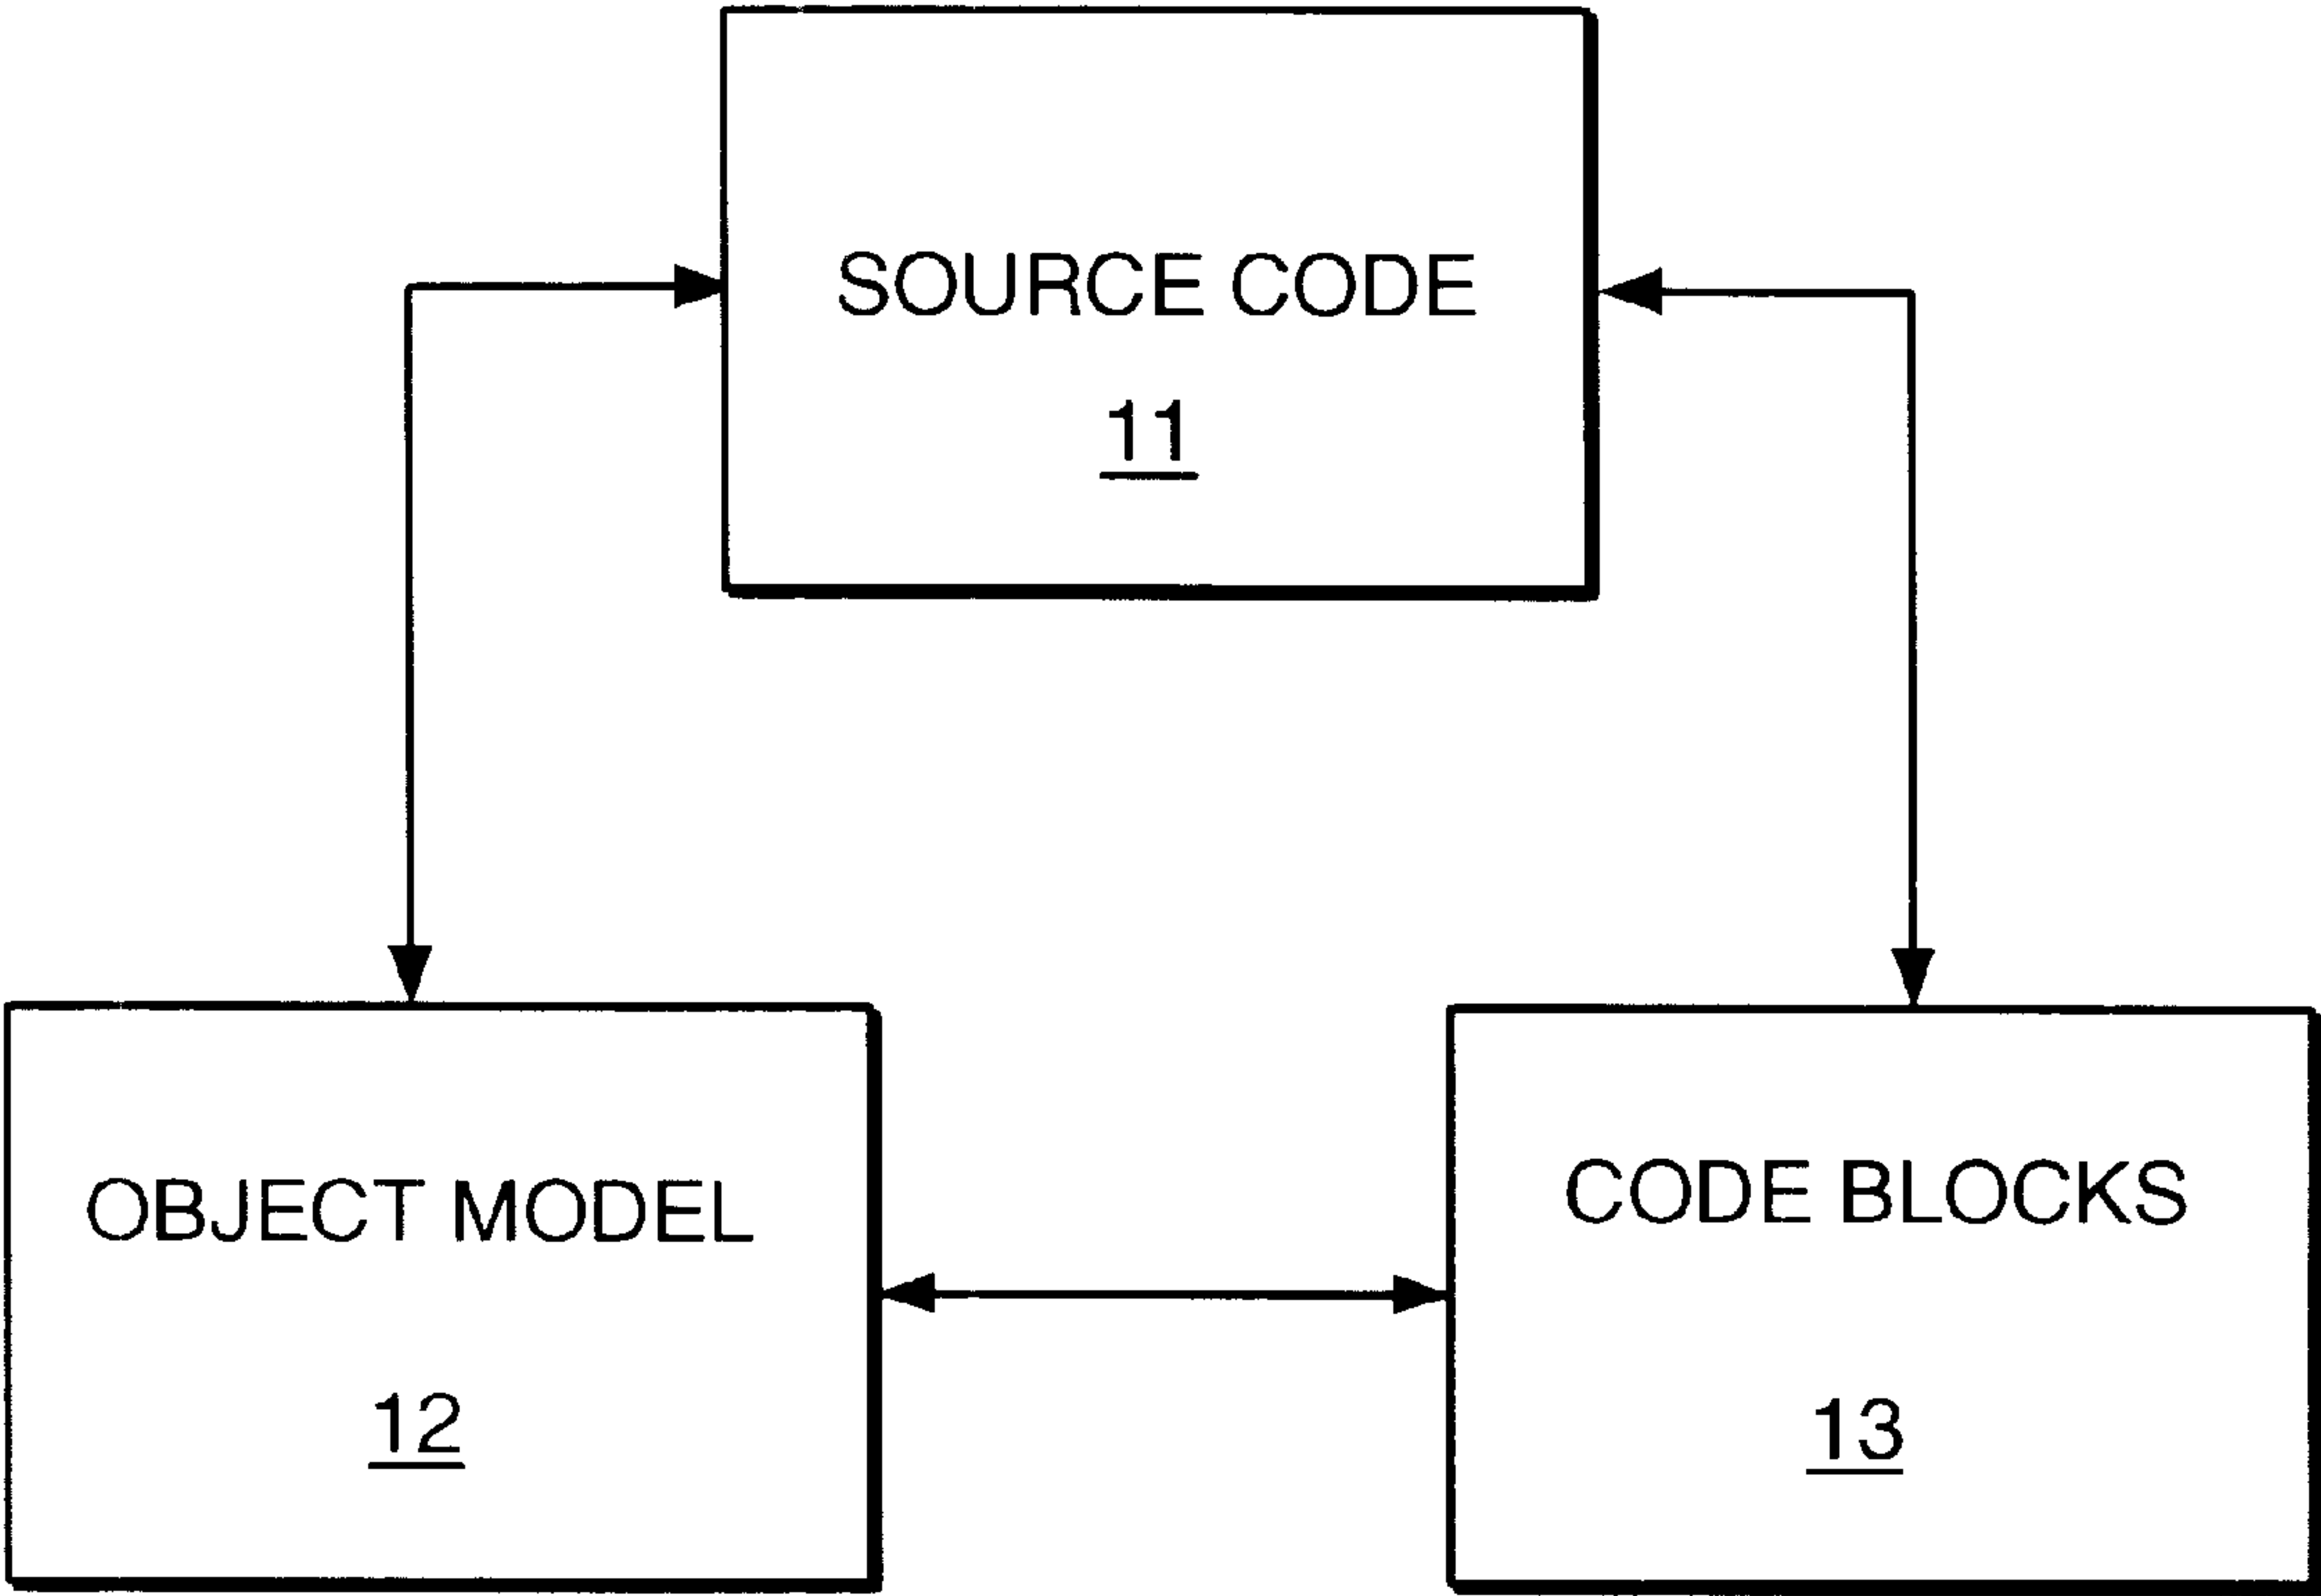 SOURCE CODE
11
OBJECT MODEL
12
CODE BLOCKS
13